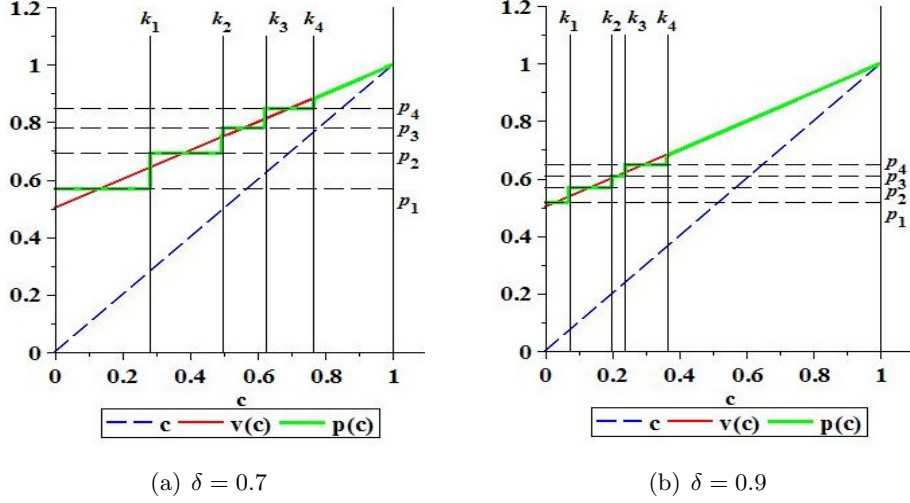 k1 k2 k3 k4
1.2
1
0.8
0.6
0.4
0.2
0
p4
p3
p2
p1
0 0.2 0.4 0.6 0.8 1
c
c v(c) p(c)
(a) δ = 0.7
k1 k2 k3 k4
1.2
1
0.8
0.6
0.4
0.2
0
p4
p3
p2
p1
0 0.2 0.4 0.6 0.8 1
c
c v(c) p(c)
(b) δ = 0.9